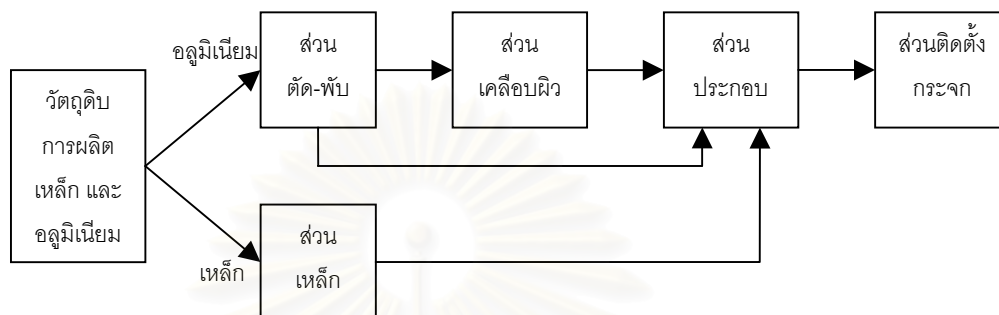 วัตถุดิบ
การผลิต
เหล็ก และ
อลูมิเนียม
อลูมิเนียม
เหล็ก
ส่วน
ตัด-พับ
ส่วน
เคลือบผิว
ส่วน
ประกอบ
ส่วนติดตั้ง
กระจก
ส่วน
เหล็ก